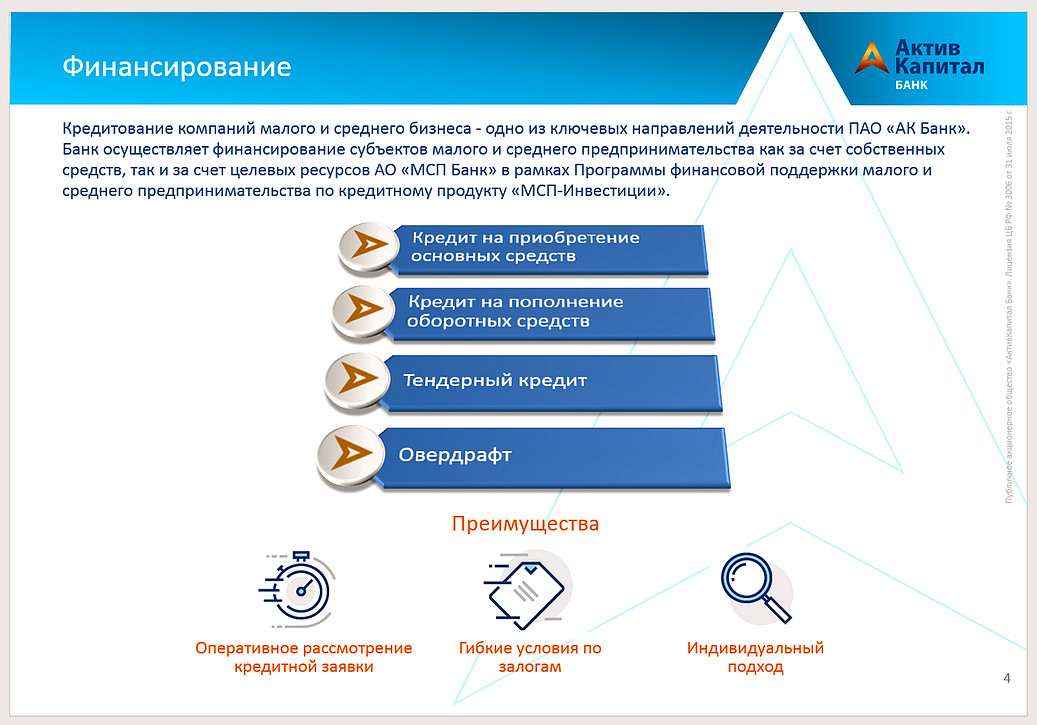 Финансирование
Актив
Капитал
БАНК
Кредитование компаний малого и среднего бизнеса - одно из ключевых направлений деятельности ПАО «АК Банк».
Банк осуществляет финансирование субъектов малого и среднего предпринимательства как за счет собственных
средств, так и за счет целевых ресурсов АО «МСП Банк» в рамках Программы финансовой поддержки малого и
среднего предпринимательства по кредитному продукту «МСП-Инвестиции».
Кредит на приобретение
основных средств
Кредит на пополнение
оборотных средств
Тендерный кредит
Овердрафт
Преимущества
Оперативное рассмотрение
кредитной заявки
Гибкие условия по
залогам
Индивидуальный
подход
Публичное акционерное общество «АктивКапитал Банк». Лицензия ЦБ РФ № 3006 от 31 июля 2015 г.
4